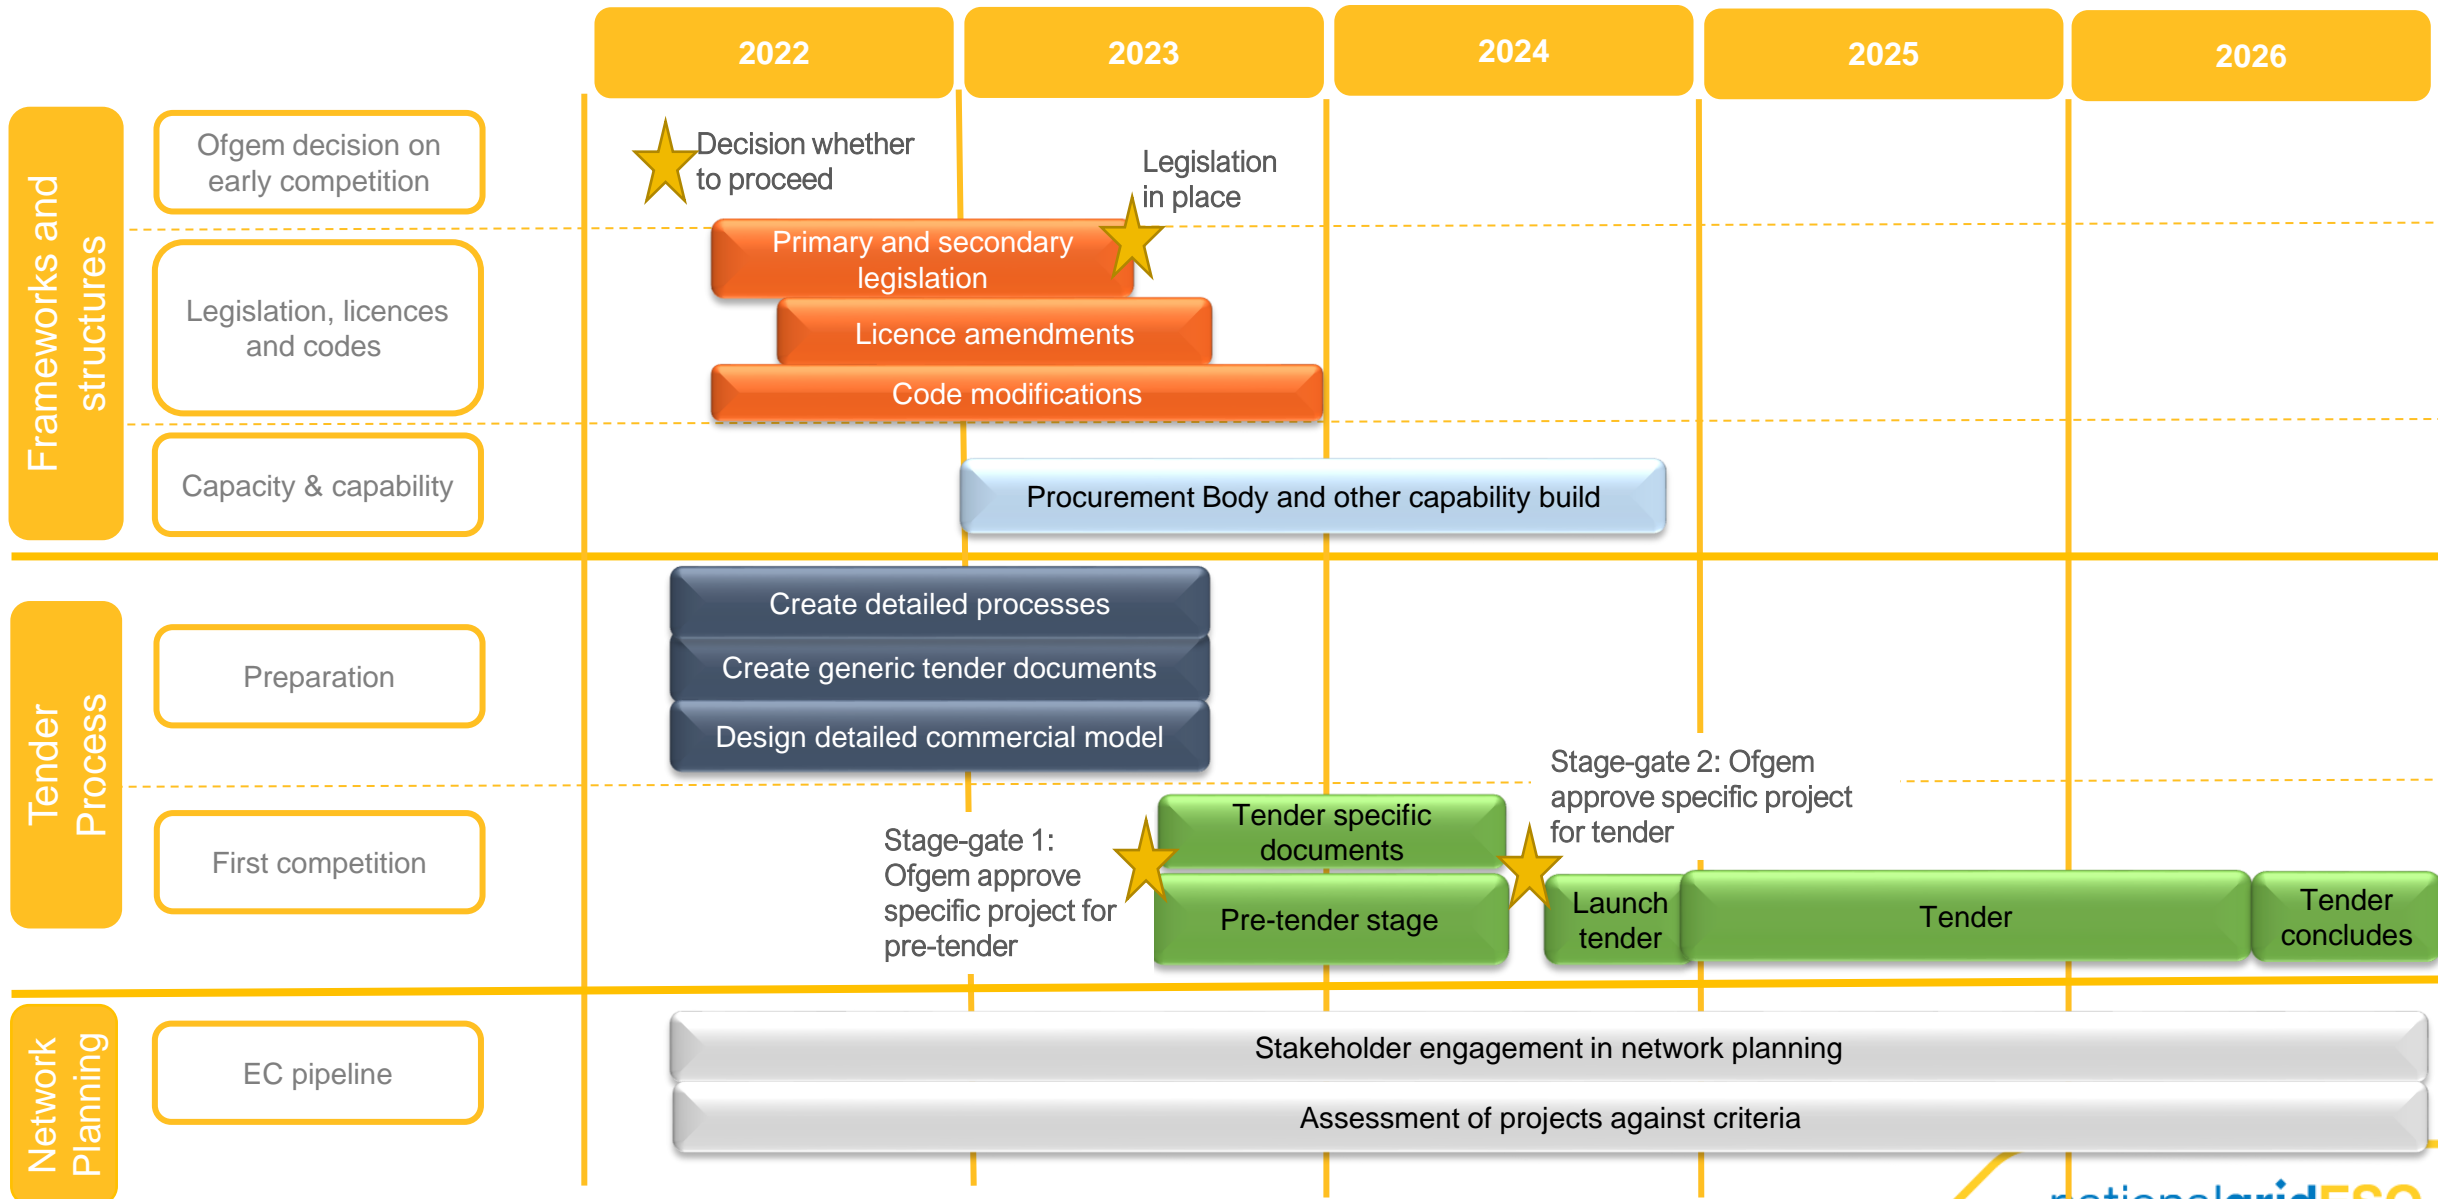 2022
2023
2024
2025
2026
Frameworks and
structures
Ofgem decision on
early competition
Decision whether
to proceed
Legislation
in place
Legislation, licences
and codes
Primary and secondary
legislation
Licence amendments
Code modifications
Capacity & capability
Procurement Body and other capability build
Tender
Process
Preparation
Create detailed processes
Create generic tender documents
Design detailed commercial model
First competition
Stage-gate 1:
Ofgem approve
specific project for
pre-tender
Tender specific
documents
Pre-tender stage
Stage-gate 2: Ofgem
approve specific project
for tender
Launch
tender
Tender
Tender
concludes
Network
Planning
EC pipeline
Stakeholder engagement in network planning
Assessment of projects against criteria
nationalgridESO